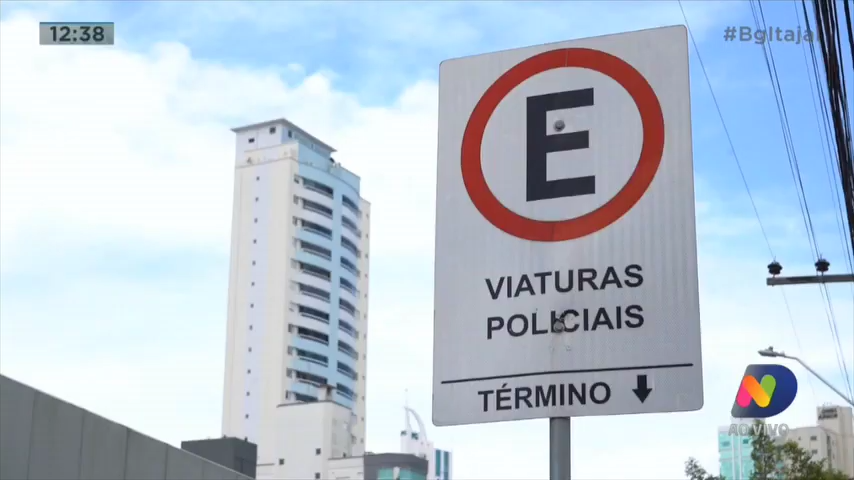 12:38
#BgItajaí
E
VIATURAS
POLICIAIS
TÉRMINO
AO VIVO